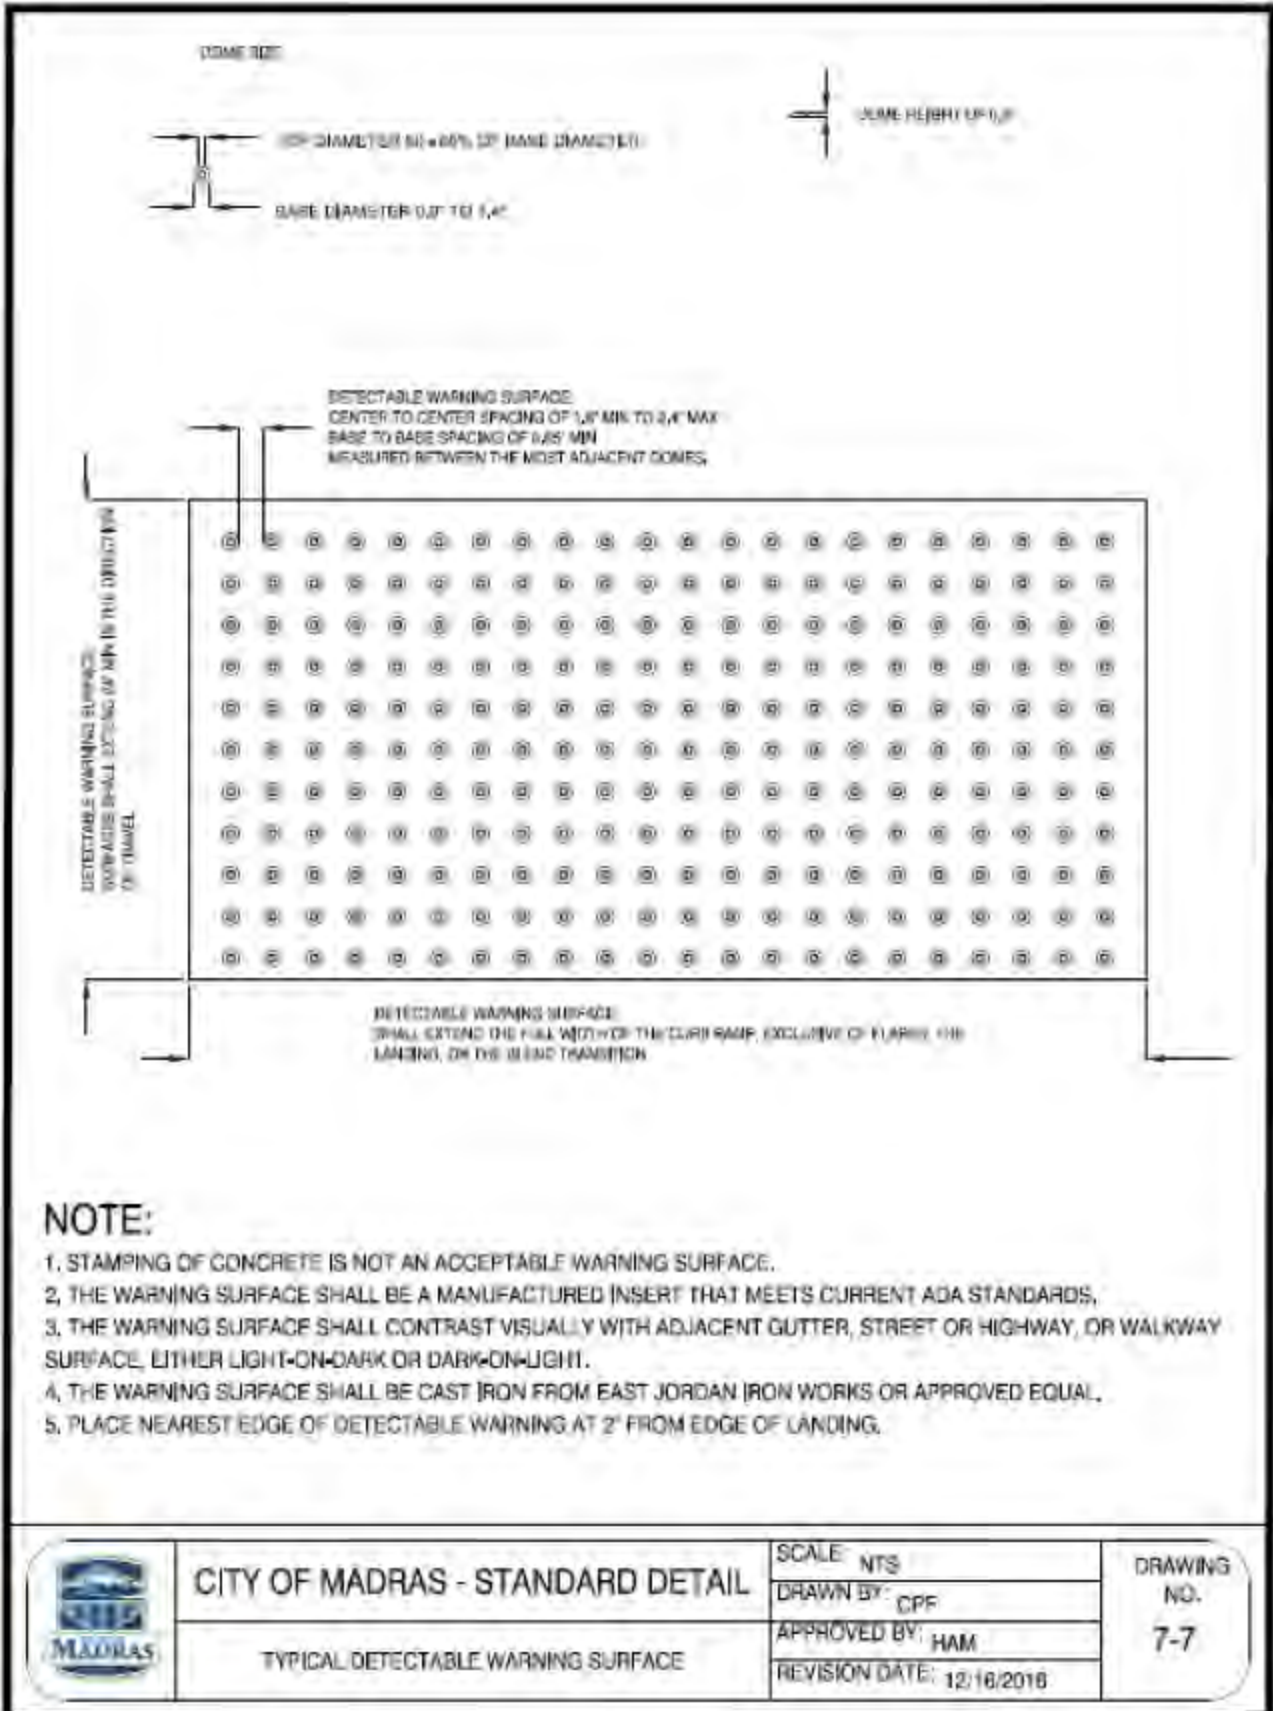 DOME SIZE
TOP DIAMETER 50 - 65% OF BASE DIAMETER
BASE DIAMETER 0.9" TO 1.4"
DOME HEIGHT OF 0.2"
DETECTABLE WARNING SURFACE
CENTER TO CENTER SPACING OF 1.6" MIN TO 2.4" MAX
BASE TO BASE SPACING OF 0.65" MIN
MEASURED BETWEEN THE MOST ADJACENT DOMES.
DETECTABLE WARNING SURFACE:
SHALL EXTEND MIN IN THE DIRECTION
OF TRAVEL
DETECTABLE WARNING SURFACE
SHALL EXTEND THE FULL WIDTH OF THE CURB RAMP, EXCLUSIVE OF FLARES, THE
LANDING, OR THE BLEND TRANSITION
NOTE:
1. STAMPING OF CONCRETE IS NOT AN ACCEPTABLE WARNING SURFACE.
2. THE WARNING SURFACE SHALL BE A MANUFACTURED INSERT THAT MEETS CURRENT ADA STANDARDS.
3. THE WARNING SURFACE SHALL CONTRAST VISUALLY WITH ADJACENT GUTTER, STREET OR HIGHWAY, OR WALKWAY
SURFACE, EITHER LIGHT-ON-DARK OR DARK-ON-LIGHT.
4. THE WARNING SURFACE SHALL BE CAST IRON FROM EAST JORDAN IRON WORKS OR APPROVED EQUAL.
5. PLACE NEAREST EDGE OF DETECTABLE WARNING AT 2" FROM EDGE OF LANDING.
MADRAS
CITY OF MADRAS - STANDARD DETAIL
TYPICAL DETECTABLE WARNING SURFACE
SCALE: NTS
DRAWN BY: CPF
APPROVED BY: HAM
REVISION DATE: 12/16/2016
DRAWING
NO.
7-7